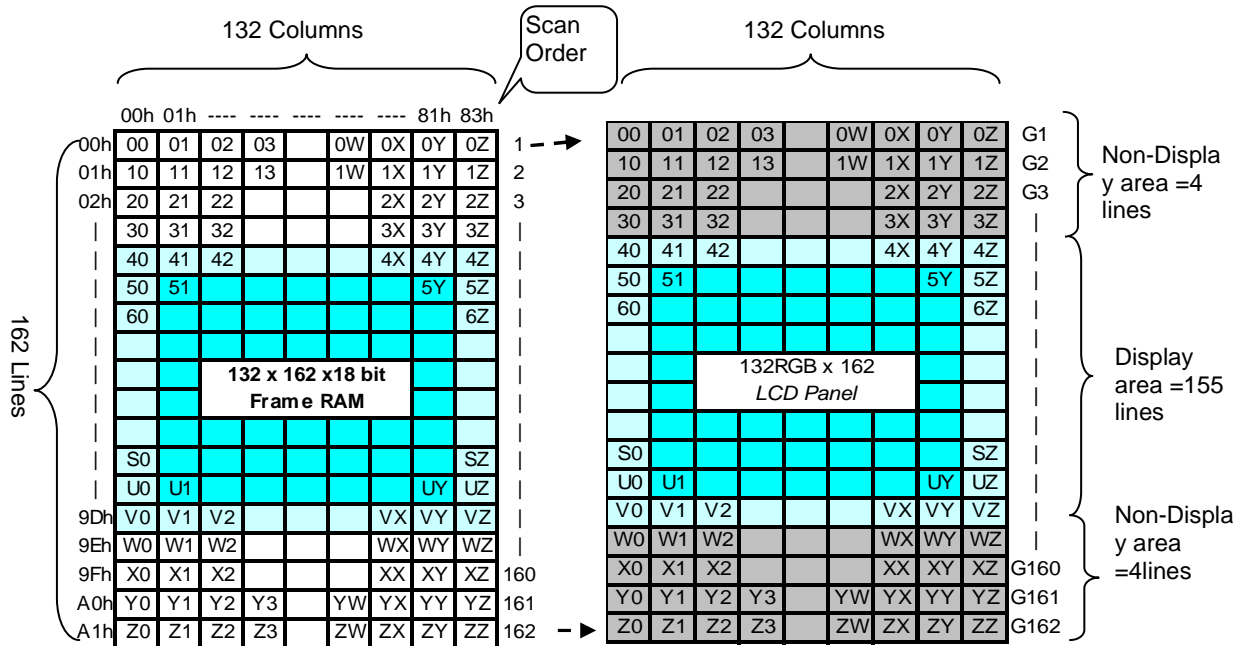 132 Columns
Scan
Order
132 Columns
00h 01h ---- ---- ---- ---- ---- 81h 83h
00h 00 01 02 03 0W 0X 0Y 0Z 1
01h 10 11 12 13 1W 1X 1Y 1Z 2
02h 20 21 22 2X 2Y 2Z 3
30 31 32 3X 3Y 3Z
40 41 42 4X 4Y 4Z
50 51 5Y 5Z
60 6Z
132 x 162 x18 bit
Frame RAM
S0 SZ
U0 U1 UY UZ
9Dh V0 V1 V2 VX VY VZ
9Eh W0 W1 W2 WX WY WZ
9Fh X0 X1 X2 XX XY XZ 160
A0h Y0 Y1 Y2 Y3 YW YX YY YZ 161
A1h Z0 Z1 Z2 Z3 ZW ZX ZY ZZ 162
162 Lines
00 01 02 03 0W 0X 0Y 0Z G1
10 11 12 13 1W 1X 1Y 1Z G2
20 21 22 2X 2Y 2Z G3
30 31 32 3X 3Y 3Z
40 41 42 4X 4Y 4Z
50 51 5Y 5Z
60 6Z
132RGB x 162
LCD Panel
S0 SZ
U0 U1 UY UZ
V0 V1 V2 VX VY VZ
W0 W1 W2 WX WY WZ
X0 X1 X2 XX XY XZ G160
Y0 Y1 Y2 Y3 YW YX YY YZ G161
Z0 Z1 Z2 Z3 ZW ZX ZY ZZ G162
Non-Displa
y area =4
lines
Display
area =155
lines
Non-Displa
y area
=4lines